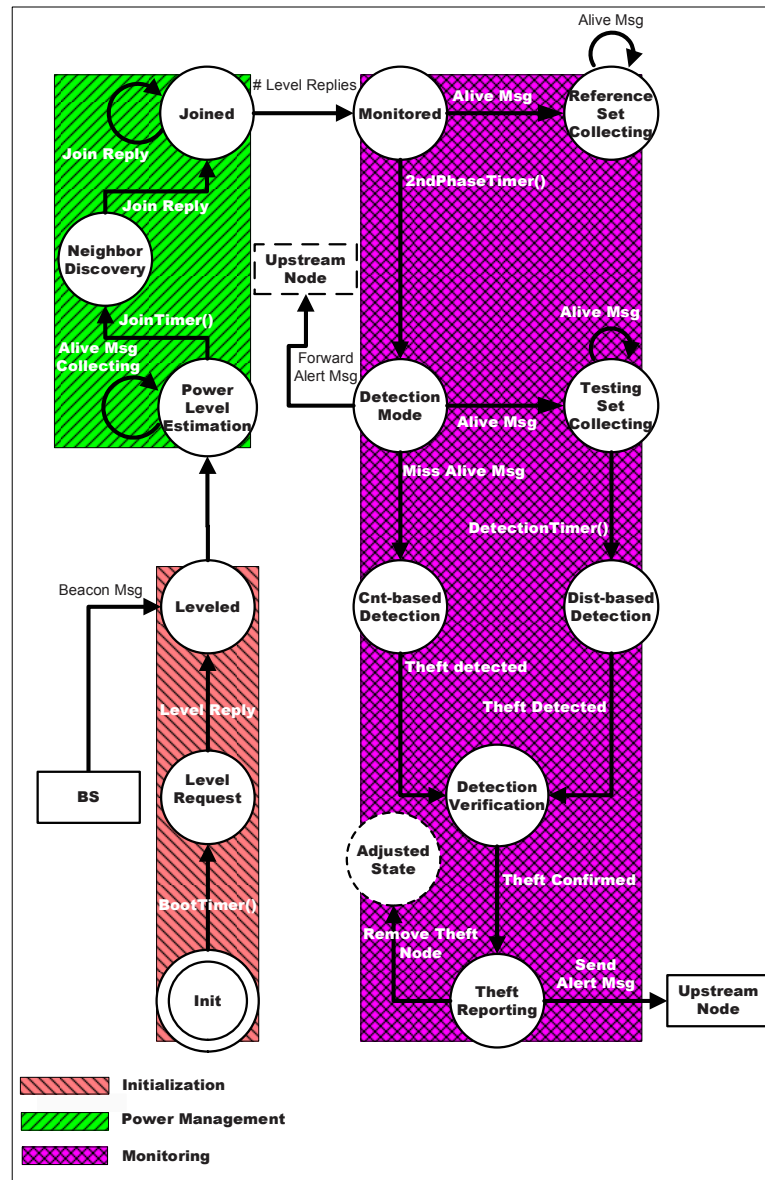 Alive Msg
Joined
# Level Replies
Monitored
Alive Msg
Reference
Set
Collecting
Join Reply
2ndPhaseTimer()
Join Reply
Neighbor
Discovery
Upstream
Node
JoinTimer()
Alive Msg
Collecting
Alive Msg
Forward
Alert Msg
Power
Level
Estimation
Detection
Mode
Alive Msg
Testing
Set
Collecting
Miss Alive Msg
DetectionTimer()
Beacon Msg
Leveled
Cnt-based
Detection
Dist-based
Detection
Theft detected
Level Reply
Theft Detected
BS
Level
Request
Detection
Verification
Adjusted
State
BootTimer()
Theft Confirmed
Remove Theft
Node
Send
Alert Msg
Init
Theft
Reporting
Upstream
Node
Initialization
Power Management
Monitoring